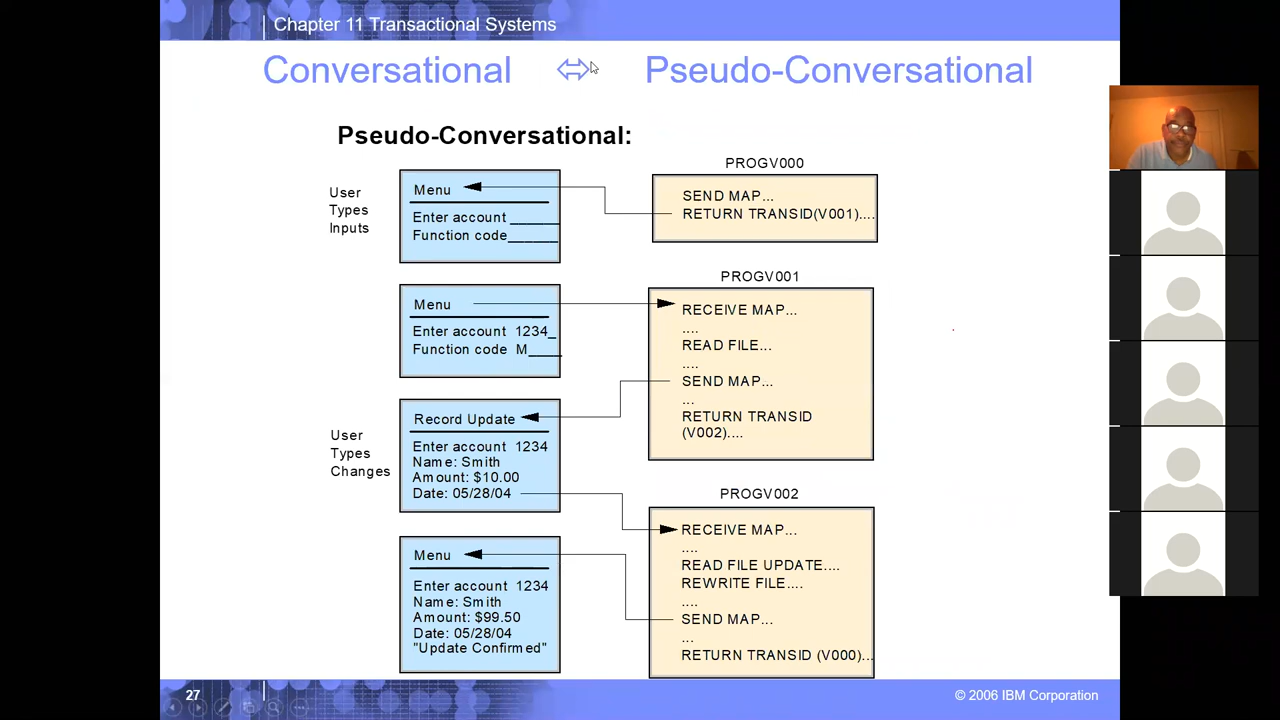 Chapter 11 Transactional Systems
Conversational ⇔ Pseudo-Conversational
Pseudo-Conversational:
User
Types
Inputs
Menu
Enter account ______
Function code______
PROGV000
SEND MAP...
RETURN TRANSID(V001)....
Menu
Enter account 1234_
Function code M____
PROGV001
RECEIVE MAP...
....
READ FILE...
....
SEND MAP...
...
RETURN TRANSID
(V002)....
User
Types
Changes
Record Update
Enter account 1234
Name: Smith
Amount: $10.00
Date: 05/28/04
PROGV002
RECEIVE MAP...
....
READ FILE UPDATE....
REWRITE FILE....
....
SEND MAP...
...
RETURN TRANSID (V000)...
Menu
Enter account 1234
Name: Smith
Amount: $99.50
Date: 05/28/04
"Update Confirmed"
27
© 2006 IBM Corporation